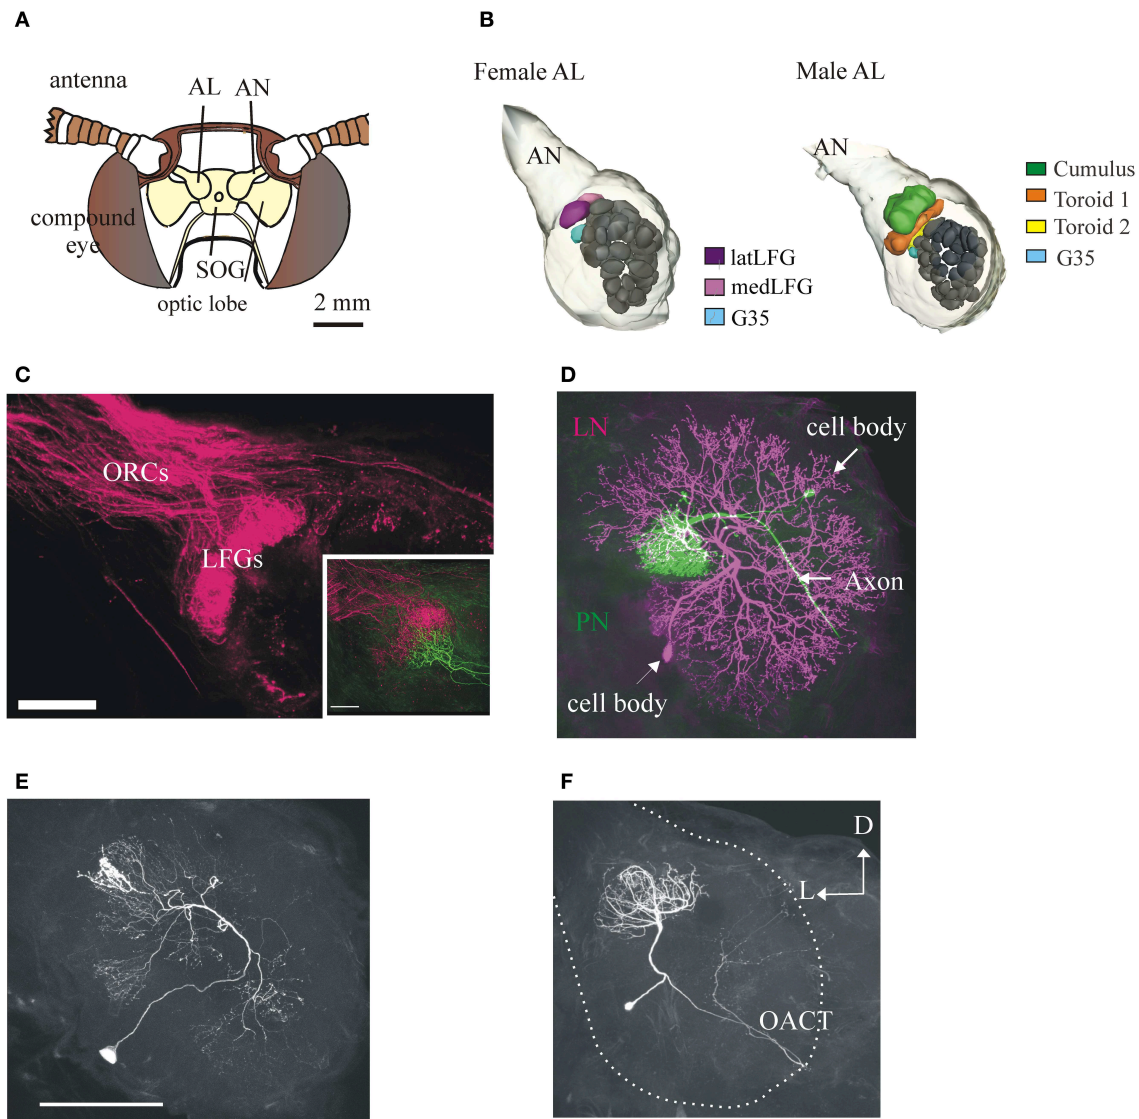 A
antenna
AL
AN
compound
eye
SOG
optic lobe
2 mm
B
Female AL
Male AL
AN
AN
latLFG
medLFG
G35
Cumulus
Toroid 1
Toroid 2
G35
C
ORCs
LFGs
D
LN
cell body
Axon
PN
cell body
E
F
D
L
OACT